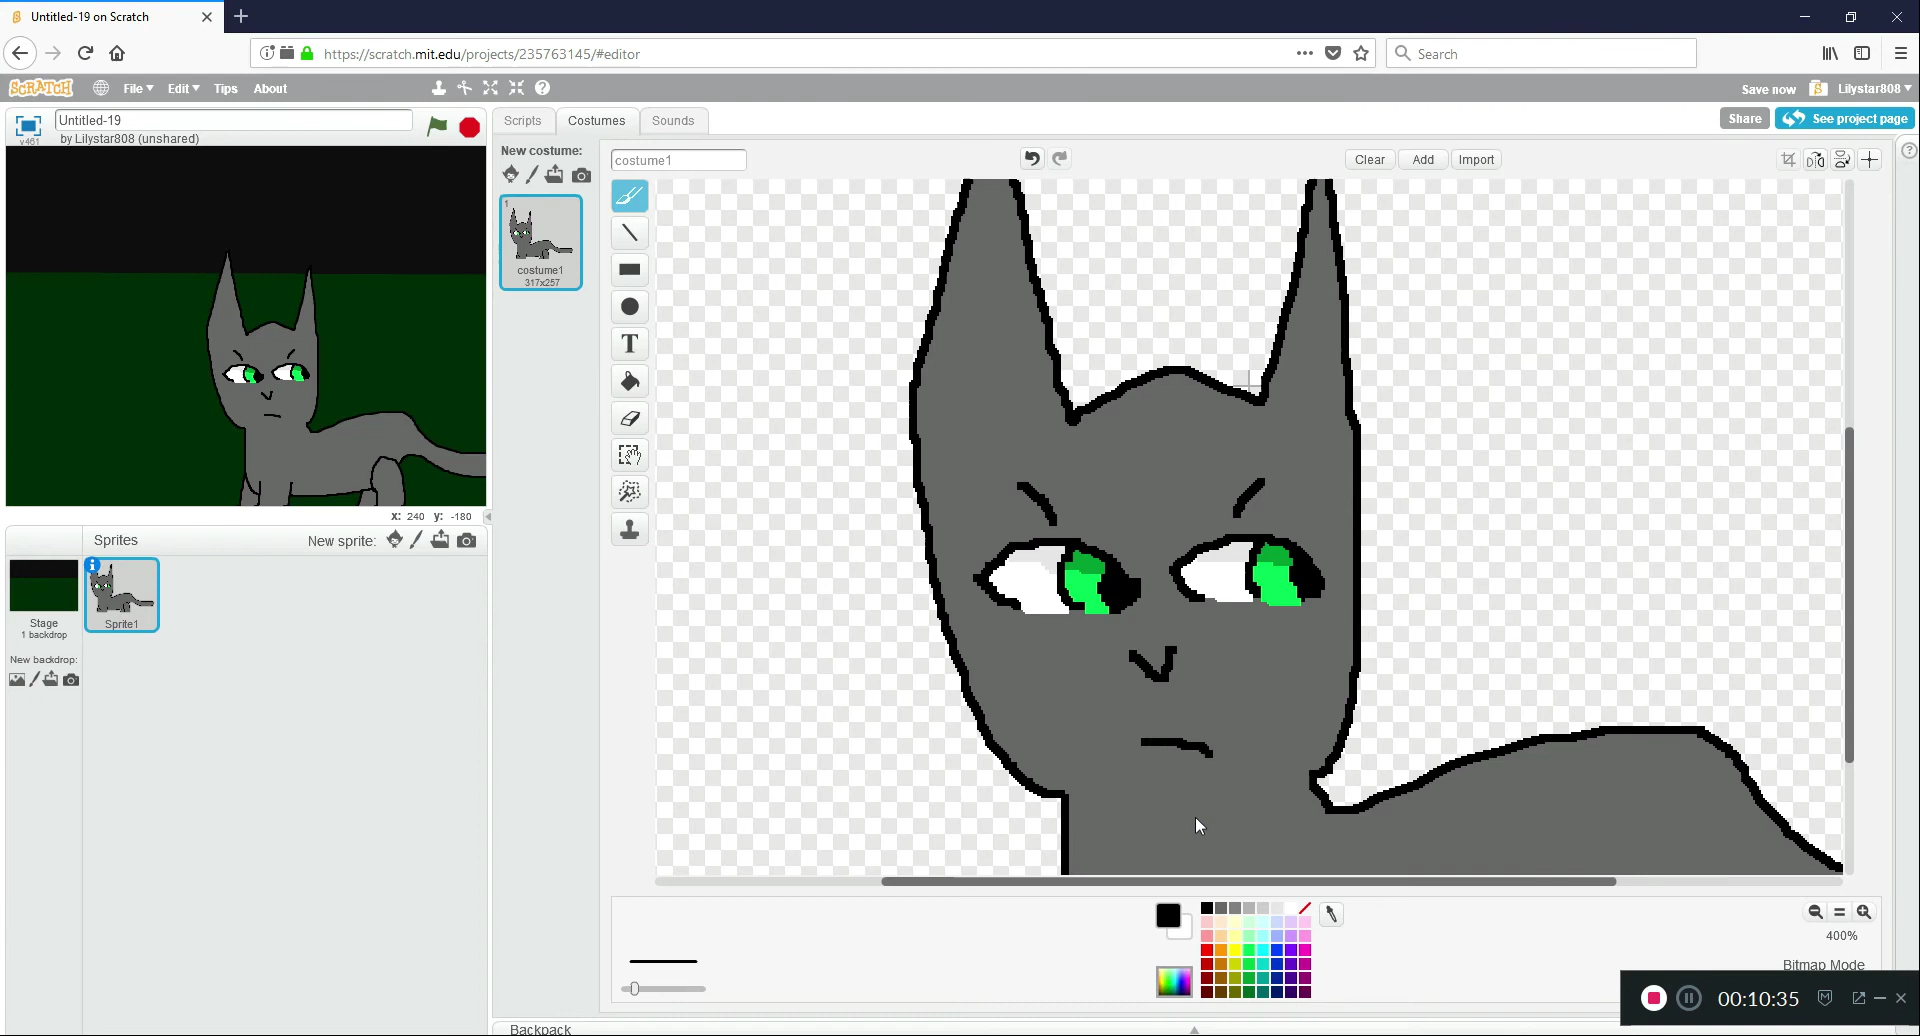 Untitled-19 on Scratch
https://scratch.mit.edu/projects/235763145/#editor
Search
SCRATCH
File
Edit
Tips
About
Save now
Lilystar808
Untitled-19
by Lilystar808 (unshared)
v461
Scripts
Costumes
Sounds
Share
See project page
New costume:
costume1
Clear
Add
Import
1
costume1
317x257
T
x: 240 y: -180
Sprites
New sprite:
Stage
1 backdrop
Sprite1
New backdrop:
400%
Bitmap Mode
00:10:35
Backpack